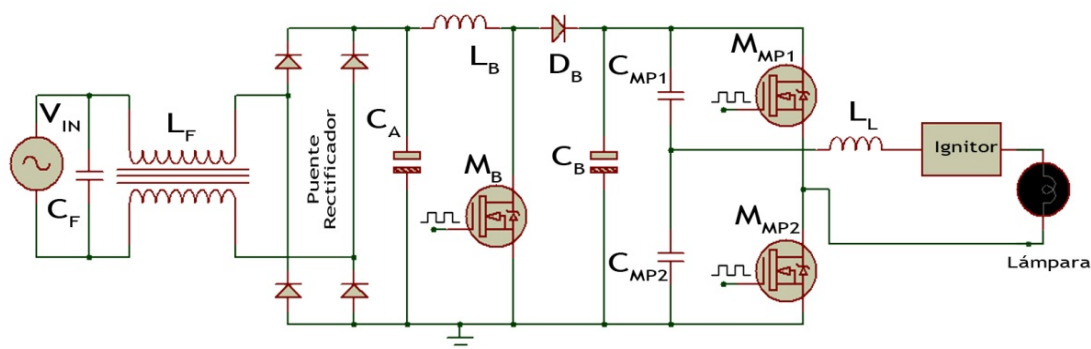 V_IN
C_F
L_F
Puente
Rectificador
C_A
L_B
M_B
D_B
C_B
C_MP1
C_MP2
M_MP1
M_MP2
L_L
Ignitor
Lámpara